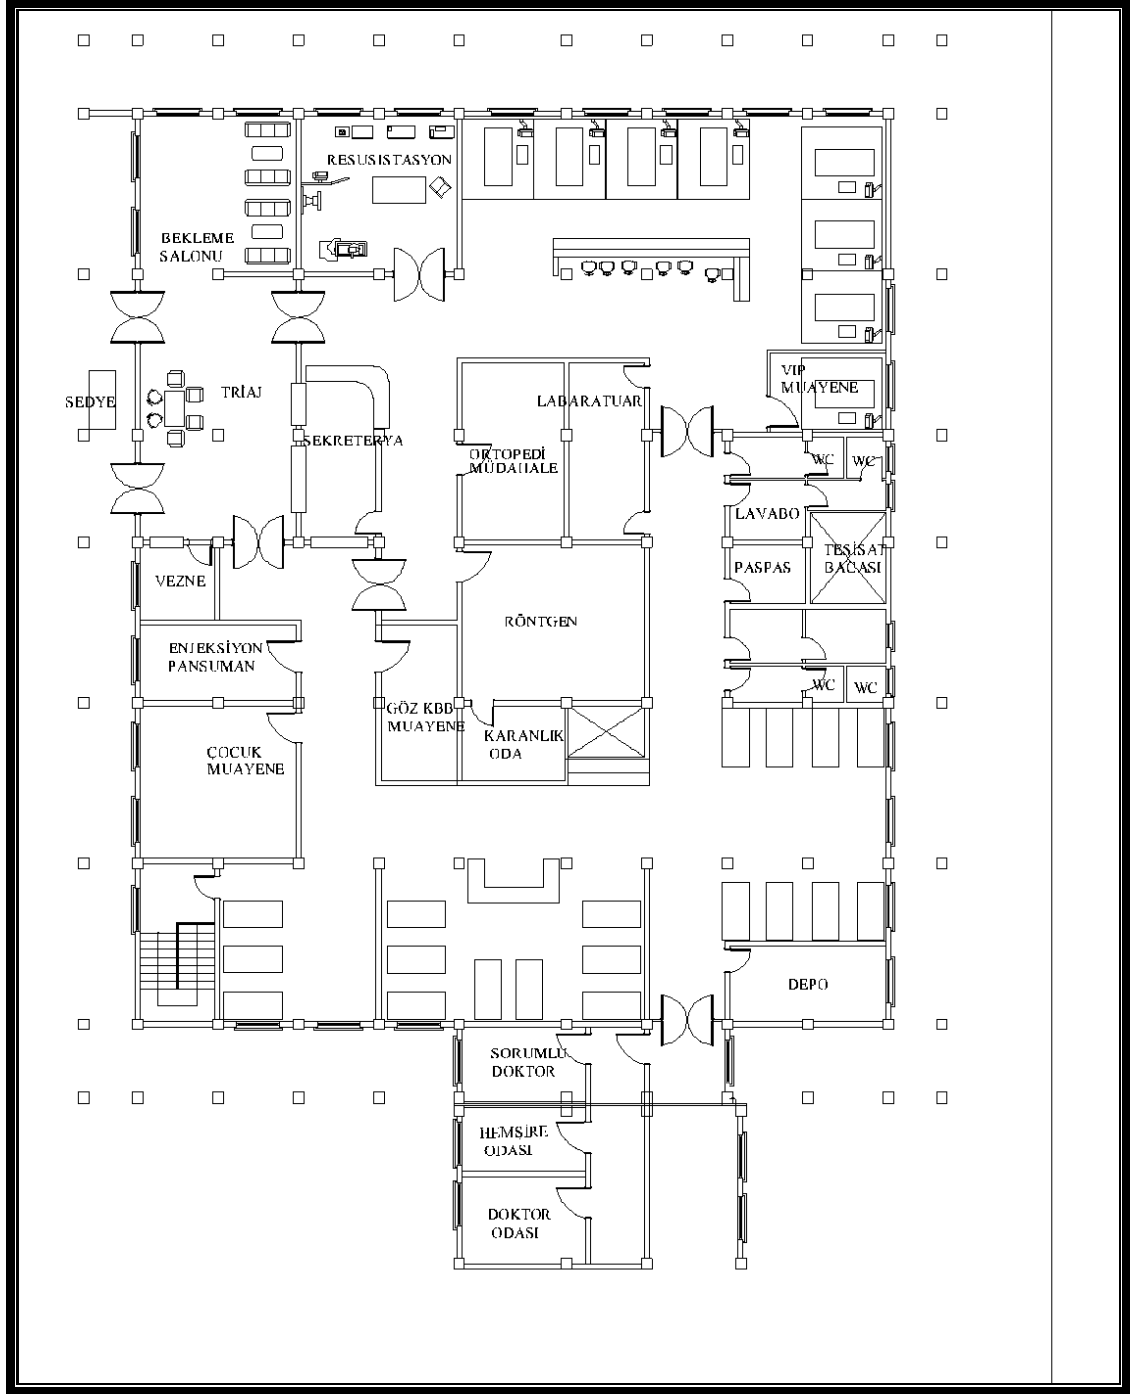 RESUSISTASYON
BEKLEME
SALONU
VIP
MUAYENE
TRİAJ
SEDYE
LABARATUAR
SEKRETERYA
ORTOPEDİ
MÜDAHALE
WC
WC
LAVABO
TESİSAT
BACASI
PASPAS
VEZNE
RÖNTGEN
ENJEKSİYON
PANSUMAN
WC
WC
GÖZ KBB
MUAYENE
KARANLIK
ODA
ÇOCUK
MUAYENE
DEPO
SORUMLU
DOKTOR
HEMŞİRE
ODASI
DOKTOR
ODASI